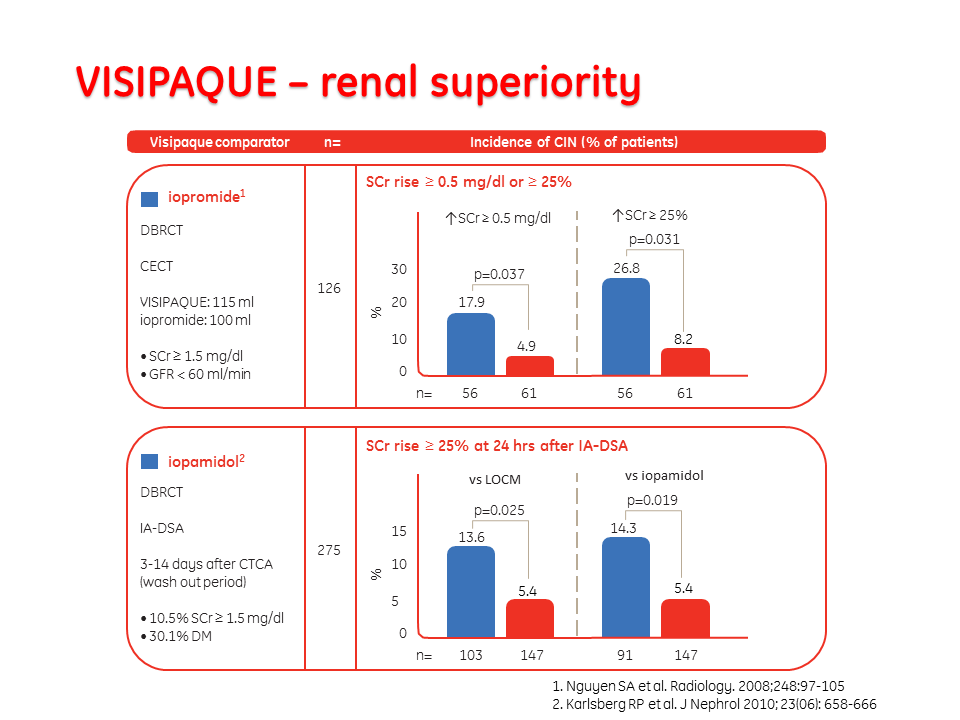 VISIPAQUE – renal superiority
Visipaque comparator n= Incidence of CIN (% of patients)
iopromide1
DBRCT
CECT
VISIPAQUE: 115 ml
iopromide: 100 ml
• SCr ≥ 1.5 mg/dl
• GFR < 60 ml/min
126
SCr rise ≥ 0.5 mg/dl or ≥ 25%
↑SCr ≥ 0.5 mg/dl
↑SCr ≥ 25%
p=0.037
p=0.031
%
30
20
10
0
17.9
4.9
26.8
8.2
n= 56 61 56 61
iopamidol2
DBRCT
IA-DSA
3-14 days after CTCA
(wash out period)
• 10.5% SCr ≥ 1.5 mg/dl
• 30.1% DM
275
SCr rise ≥ 25% at 24 hrs after IA-DSA
vs LOCM
vs iopamidol
p=0.025
p=0.019
%
15
10
5
0
13.6
5.4
14.3
5.4
n= 103 147 91 147
1. Nguyen SA et al. Radiology. 2008;248:97-105
2. Karlsberg RP et al. J Nephrol 2010; 23(06): 658-666